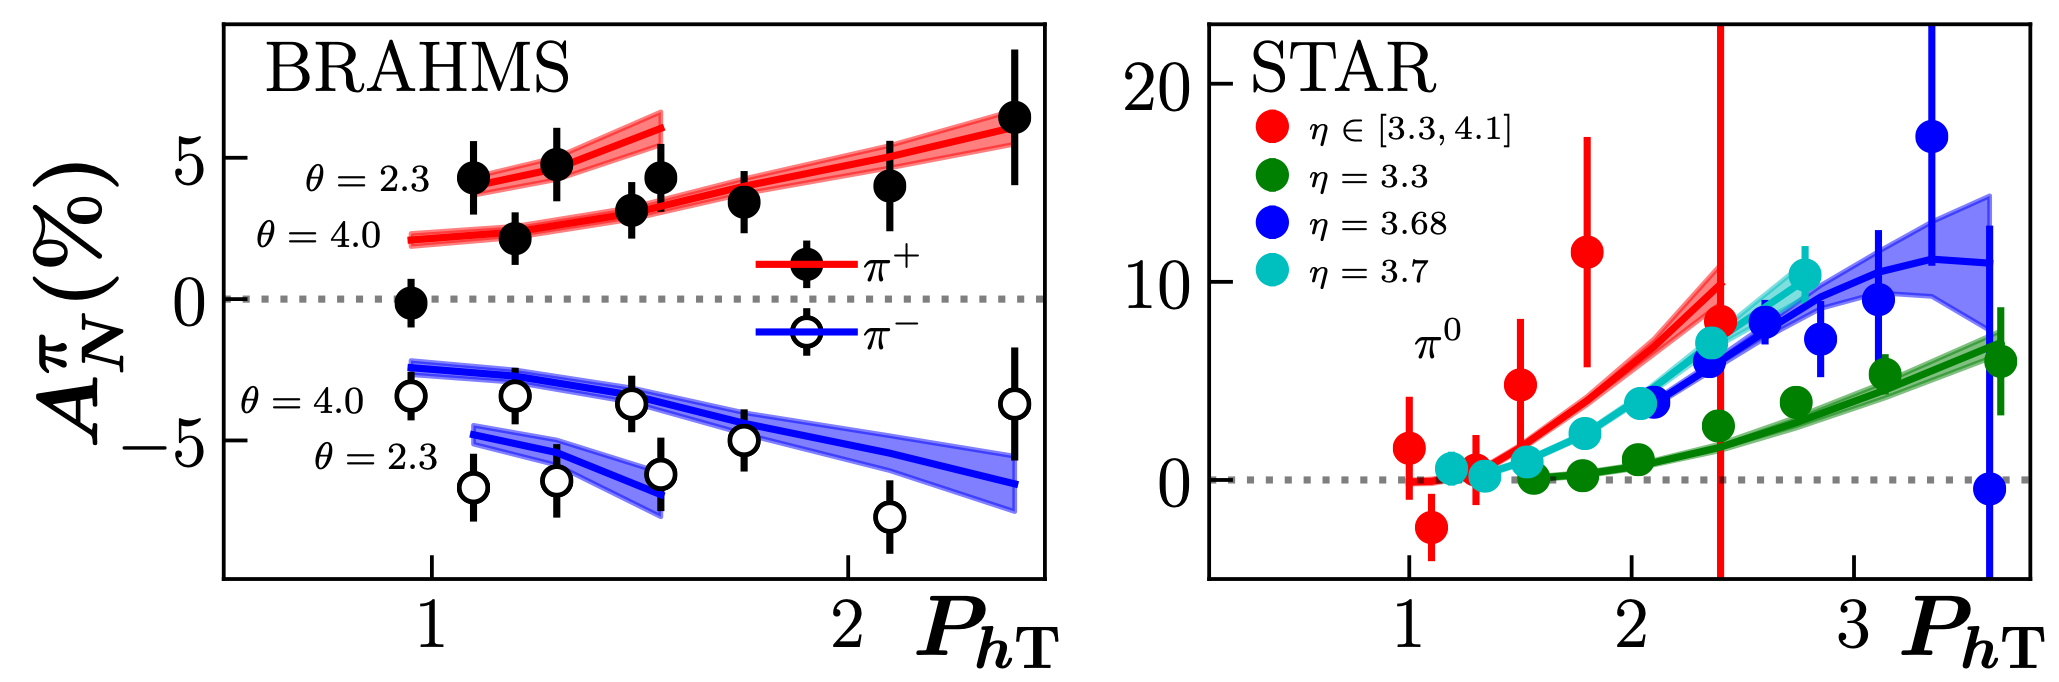 A_N^π (%)
BRAHMS
5
0
−5
θ = 2.3
θ = 4.0
π⁺
π⁻
θ = 4.0
θ = 2.3
1
2
P_hT
STAR
20
10
0
η ∈ [3.3, 4.1]
η = 3.3
η = 3.68
η = 3.7
π⁰
1
2
3
P_hT